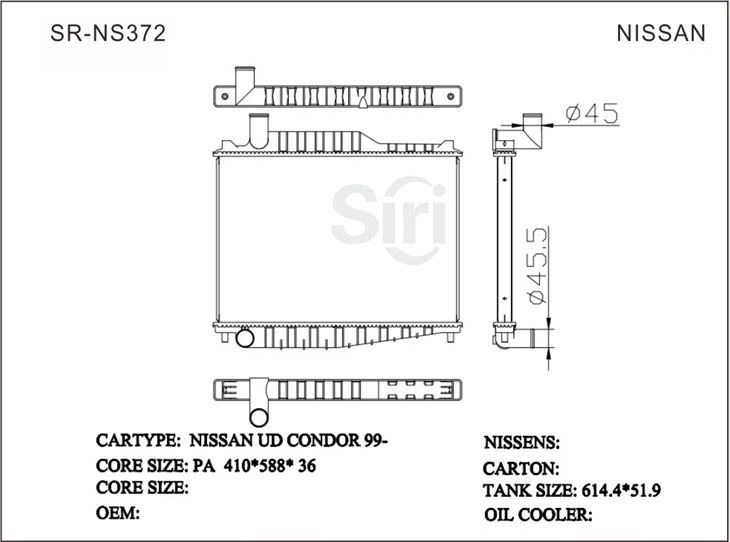 SR-NS372
NISSAN
Ø45
Siri
Ø45.5
CARTYPE: NISSAN UD CONDOR 99-
CORE SIZE: PA 410*588* 36
CORE SIZE:
OEM:
NISSENS:
CARTON:
TANK SIZE: 614.4*51.9
OIL COOLER: